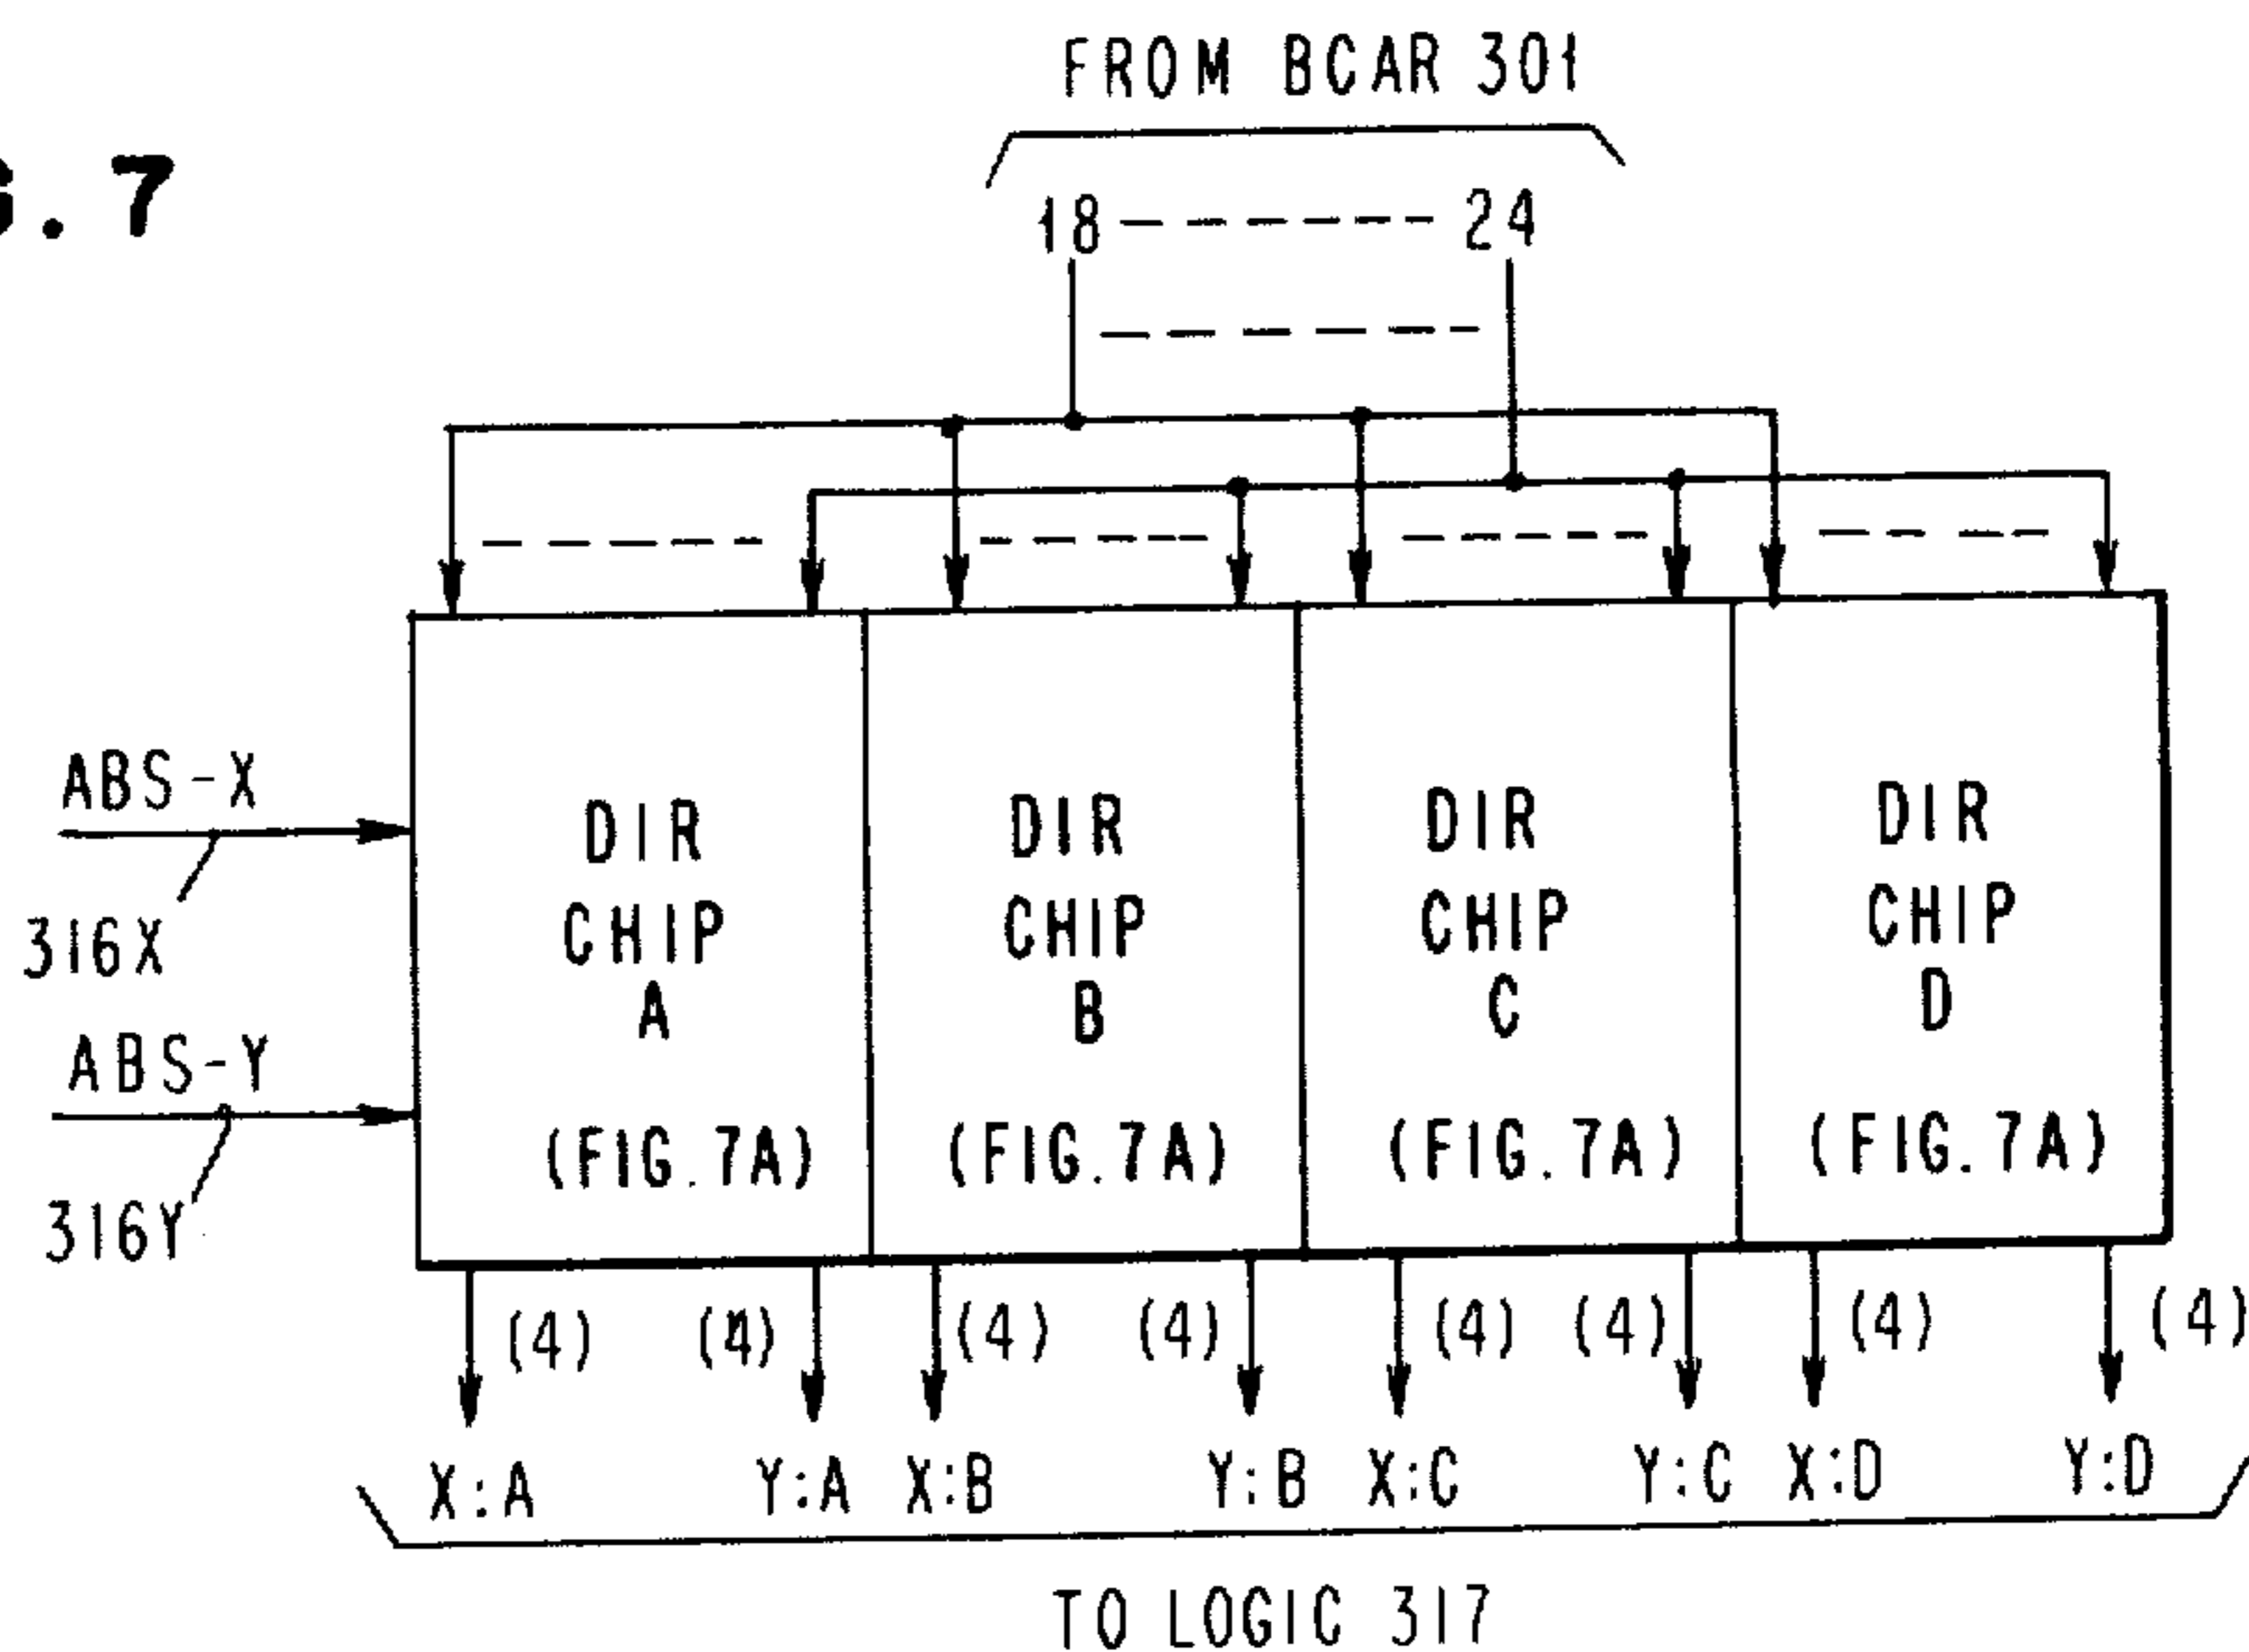 FROM BCAR 301
G. 7
18 24
ABS-X
316X
ABS-Y
316Y
DIR CHIP A (FIG. 7A)
DIR CHIP B (FIG. 7A)
DIR CHIP C (FIG. 7A)
DIR CHIP D (FIG. 7A)
(4) (4) (4) (4) (4) (4) (4) (4)
X:A Y:A X:B Y:B X:C Y:C X:D Y:D
TO LOGIC 317